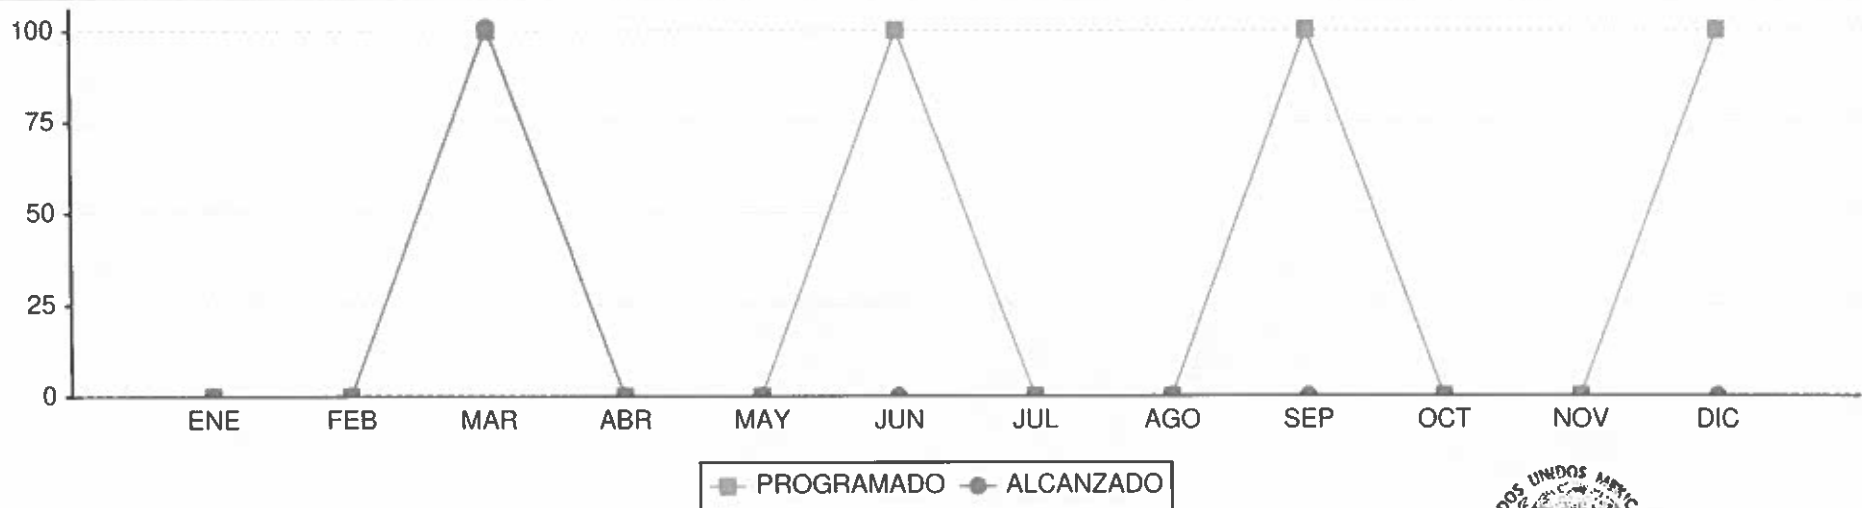 100
75
50
25
0
ENE FEB MAR ABR MAY JUN JUL AGO SEP OCT NOV DIC
PROGRAMADO ALCANZADO
UNIDOS